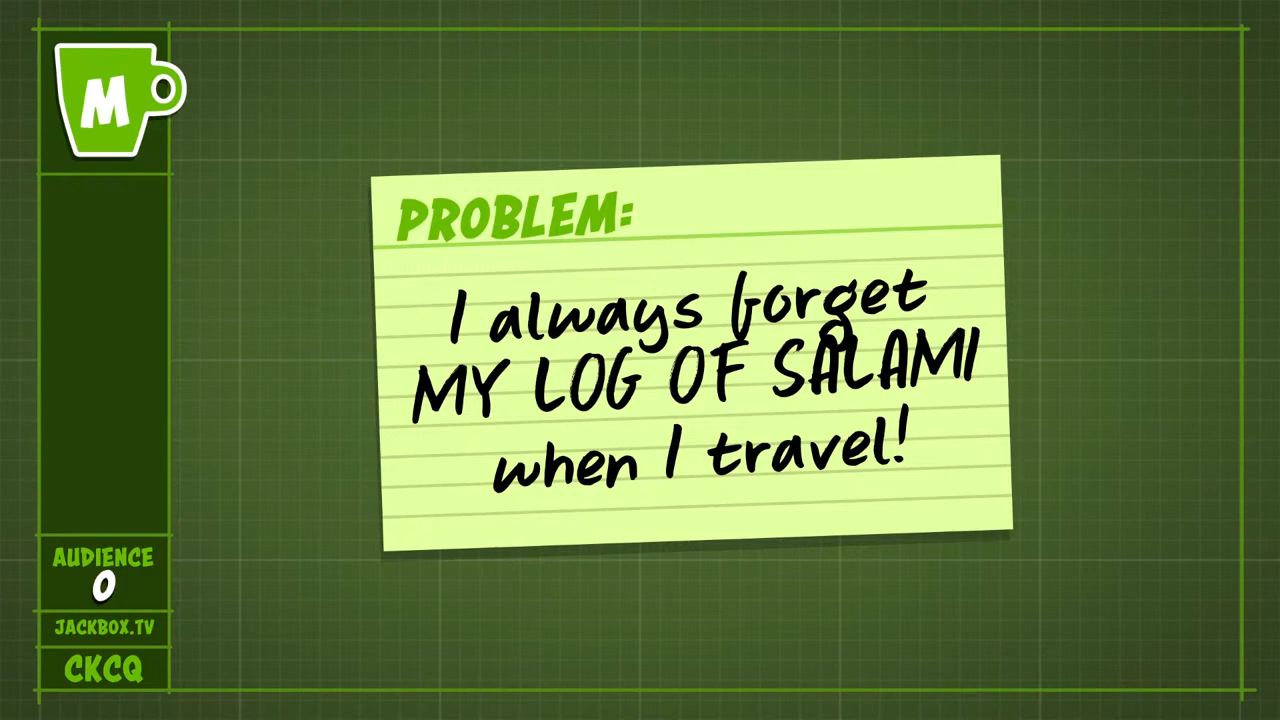 M
PROBLEM:
I always forget
MY LOG OF SALAMI
when I travel!
AUDIENCE
0
JACKBOX.TV
CKCQ